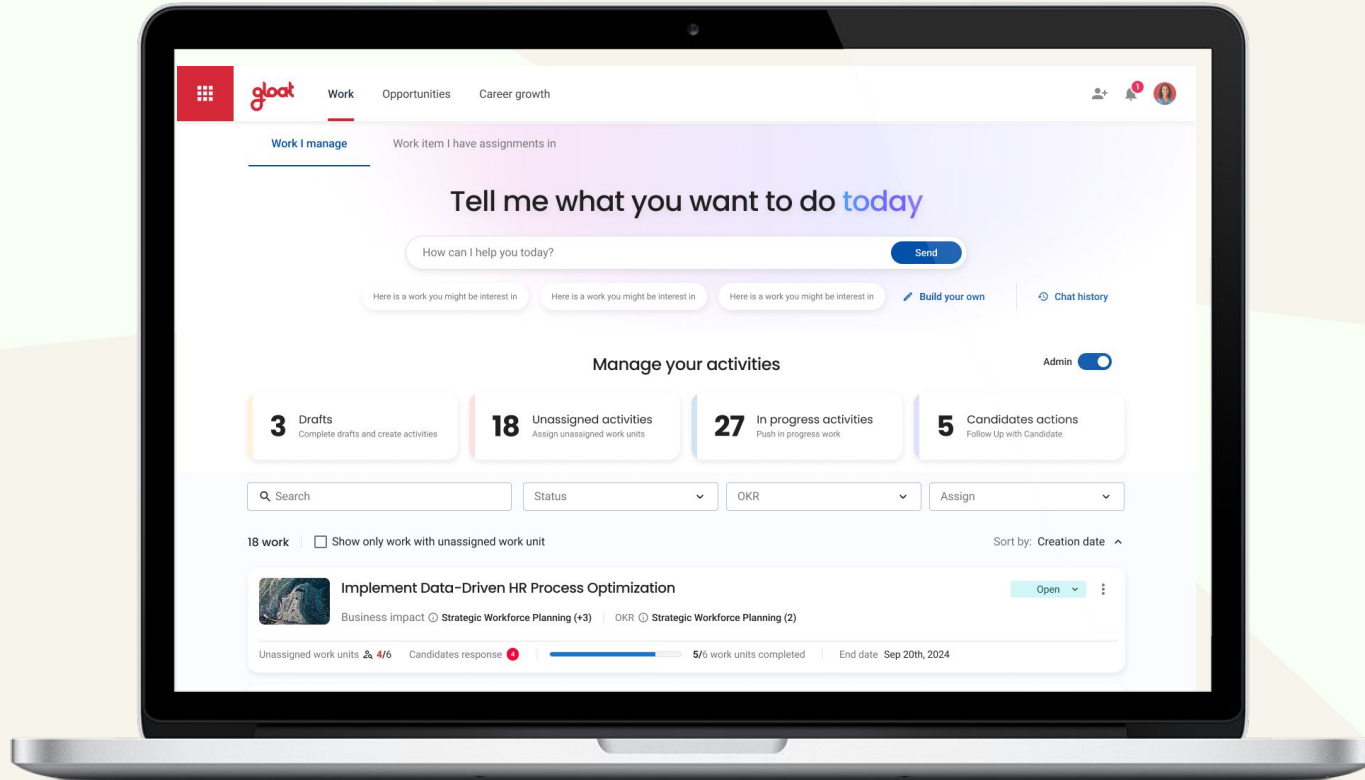 gloat Work Opportunities Career growth 1
Work I manage Work item I have assignments in
Tell me what you want to do today
How can I help you today? Send
Here is a work you might be interest in Here is a work you might be interest in Here is a work you might be interest in Build your own Chat history
Manage your activities Admin
3 Drafts
Complete drafts and create activities
18 Unassigned activities
Assign unassigned work units
27 In progress activities
Push in progress work
5 Candidates actions
Follow Up with Candidate
Search Status OKR Assign
18 work Show only work with unassigned work unit Sort by: Creation date
Implement Data-Driven HR Process Optimization Open
Business impact Strategic Workforce Planning (+3) OKR Strategic Workforce Planning (2)
Unassigned work units 4/6 Candidates response 4 5/6 work units completed End date Sep 20th, 2024